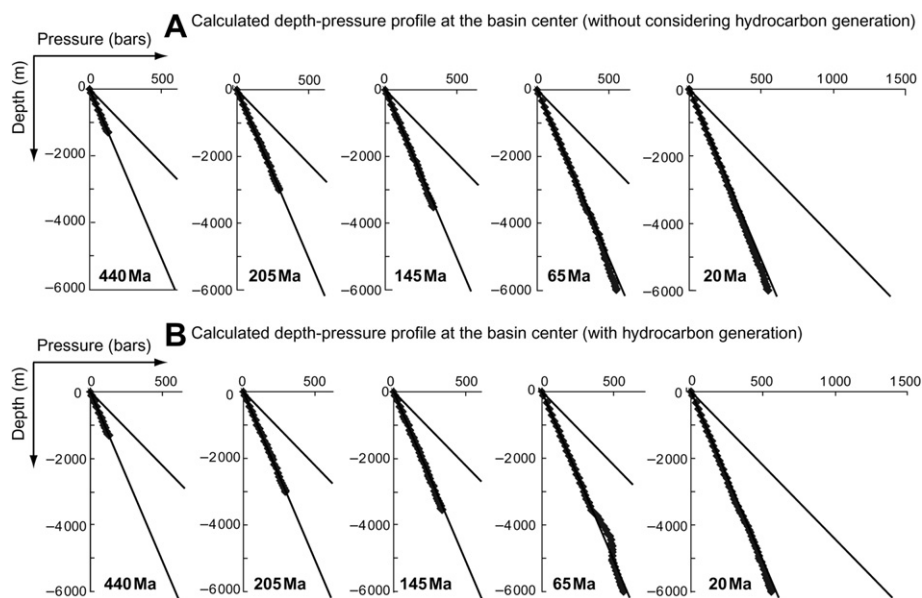 A Calculated depth-pressure profile at the basin center (without considering hydrocarbon generation)
Pressure (bars)
Depth (m)
0 500
0 500
0 500
0 500
0 500 1000 1500
0 0 0 0 0
−2000 −2000 −2000 −2000 −2000
−4000 −4000 −4000 −4000 −4000
440 Ma 205 Ma 145 Ma 65 Ma 20 Ma
−6000 −6000 −6000 −6000 −6000
B Calculated depth-pressure profile at the basin center (with hydrocarbon generation)
Pressure (bars)
Depth (m)
0 500
0 500
0 500
0 500
0 500 1000 1500
0 0 0 0 0
−2000 −2000 −2000 −2000 −2000
−4000 −4000 −4000 −4000 −4000
440 Ma 205 Ma 145 Ma 65 Ma 20 Ma
−6000 −6000 −6000 −6000 −6000